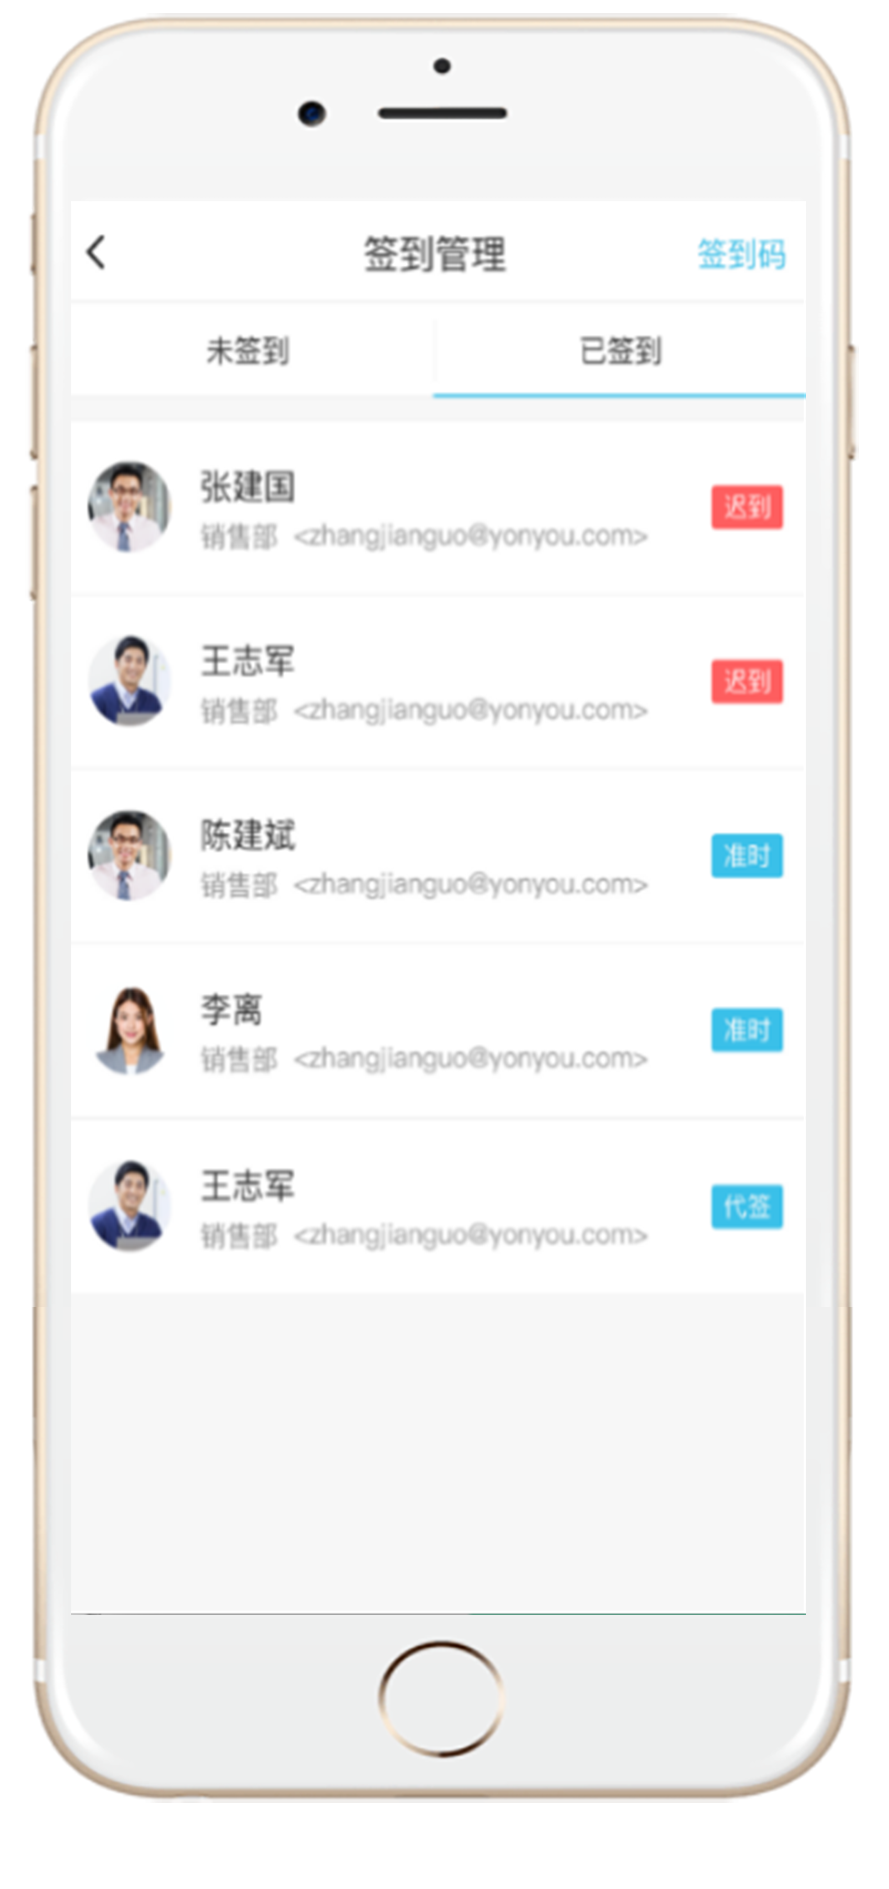 签到管理 签到码
未签到 已签到
张建国
销售部 <zhangjianguo@yonyou.com> 迟到
王志军
销售部 <zhangjianguo@yonyou.com> 迟到
陈建斌
销售部 <zhangjianguo@yonyou.com> 准时
李离
销售部 <zhangjianguo@yonyou.com> 准时
王志军
销售部 <zhangjianguo@yonyou.com> 代签